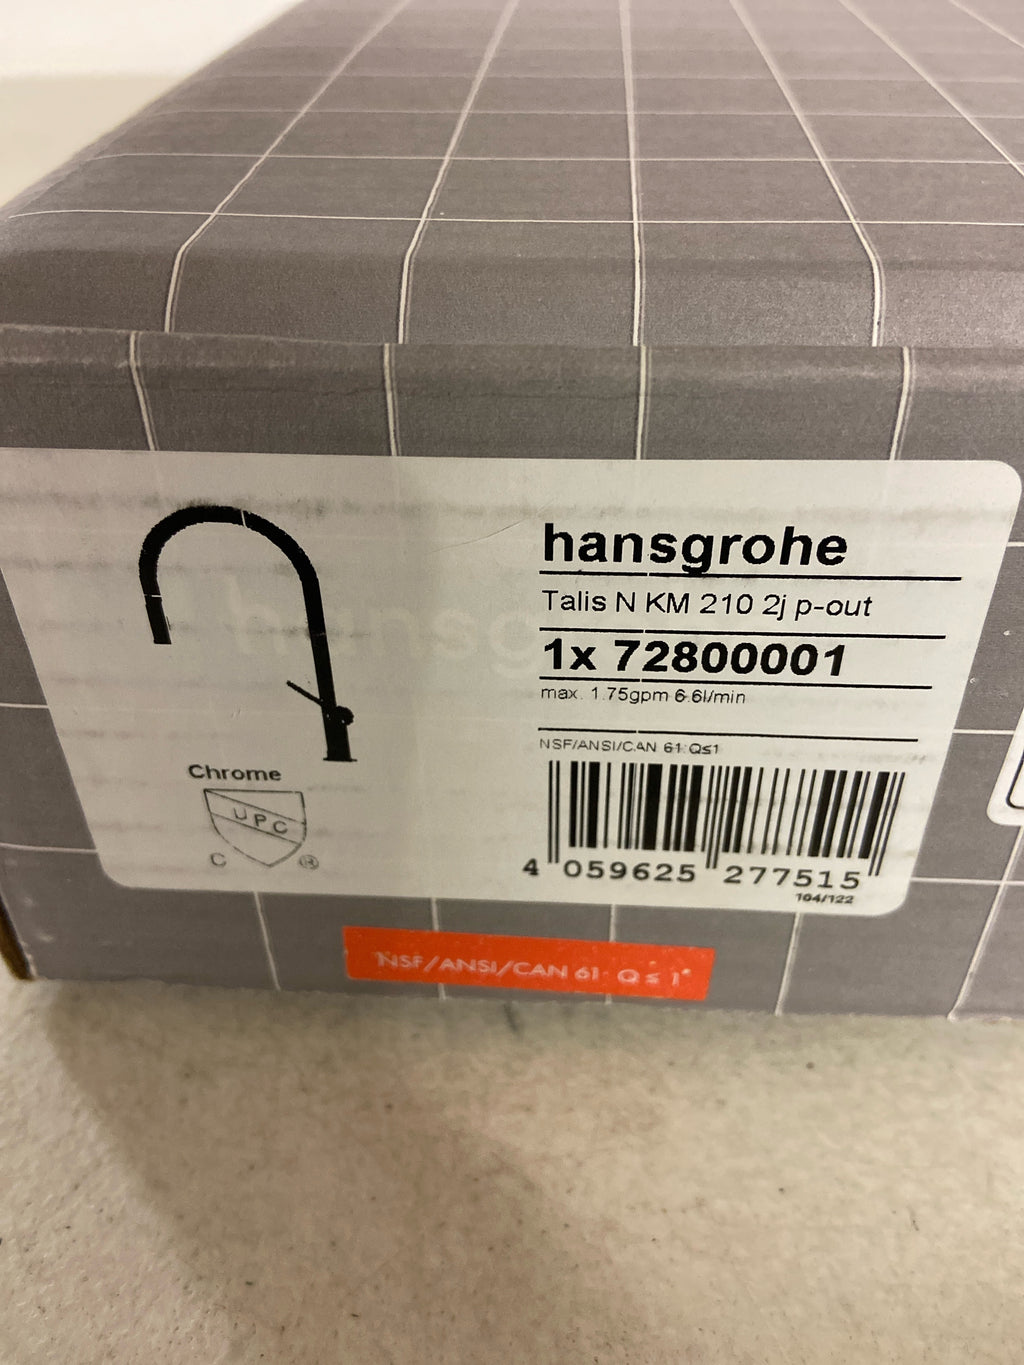 hansgrohe
Talis N KM 210 2j p-out
1x 72800001
max. 1.75gpm 6.6l/min
NSF/ANSI/CAN 61: Q≤1
Chrome
UPC
C ®
4 059625 277515
104/122
NSF/ANSI/CAN 61: Q ≤ 1